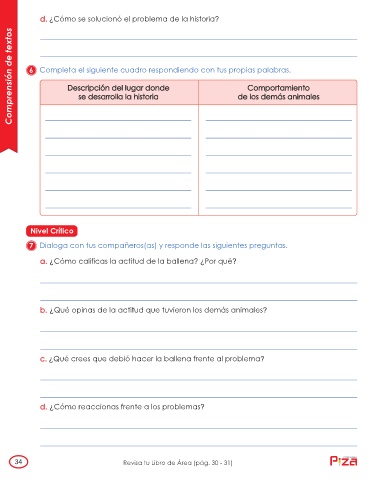 d. ¿Cómo se solucionó el problema de la historia?
Comprensión de textos
6 Completa el siguiente cuadro respondiendo con tus propias palabras.
Descripción del lugar donde
se desarrolla la historia
Comportamiento
de los demás animales
Nivel Crítico
7 Dialoga con tus compañeros(as) y responde las siguientes preguntas.
a. ¿Cómo calificas la actitud de la ballena? ¿Por qué?
b. ¿Qué opinas de la actitud que tuvieron los demás animales?
c. ¿Qué crees que debió hacer la ballena frente al problema?
d. ¿Cómo reaccionas frente a los problemas?
34
Revisa tu Libro de Área (pág. 30 - 31)